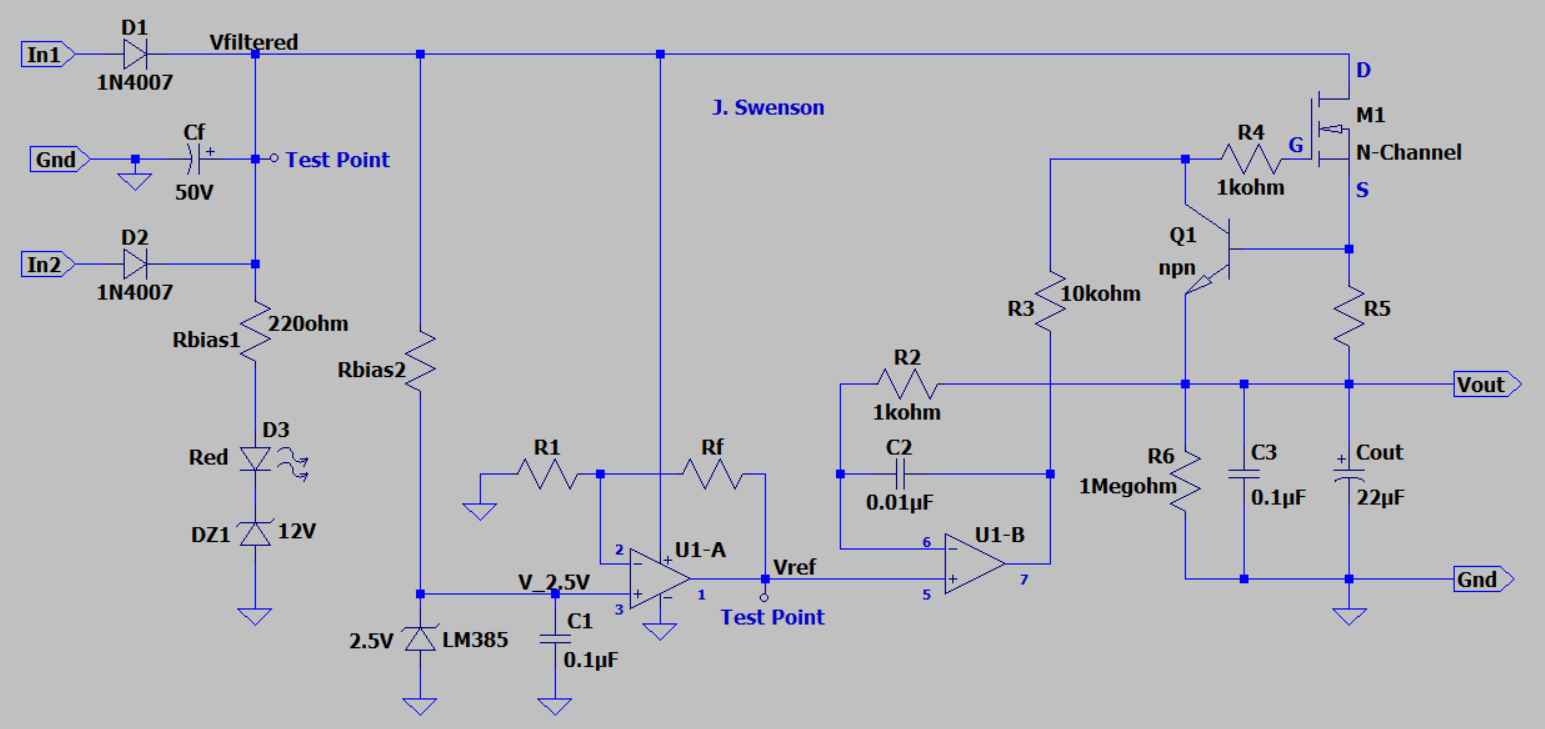 D1
In1
Vfiltered
1N4007
D
J. Swenson
M1
Cf
R4
+
Gnd
Test Point
G
N-Channel
50V
1kohm
S
D2
Q1
In2
npn
1N4007
10kohm
220ohm
R3
R5
Rbias1
R2
Rbias2
Vout
1kohm
D3
R1
Rf
C2
Red
R6
C3
+
Cout
1Megohm
0.01µF
0.1µF
22µF
DZ1
12V
U1-A
U1-B
2
6
−
+
−
Vref
V_2.5V
7
Gnd
+
−
+
3
1
5
Test Point
C1
2.5V
LM385
0.1µF